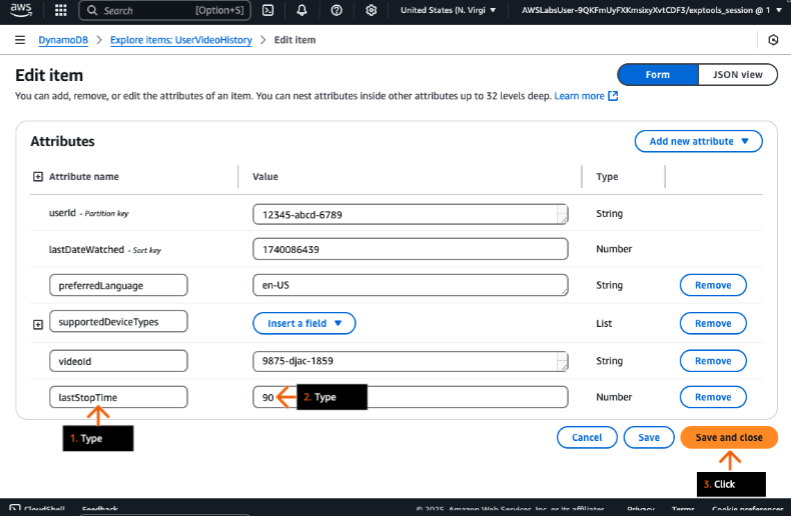 aws Search [Option+S] United States (N. Virgi AWSLabsUser-9QKFmUyFXKmsixyXvtCDF3/exptools_session @ 1
DynamoDB > Explore items: UserVideoHistory > Edit item
Edit item
Form JSON view
You can add, remove, or edit the attributes of an item. You can nest attributes inside other attributes up to 32 levels deep. Learn more
Attributes
Add new attribute
Attribute name Value Type
userId - Partition key 12345-abcd-6789 String
lastDateWatched - Sort key 1740086439 Number
preferredLanguage en-US String Remove
supportedDeviceTypes Insert a field List Remove
videoId 9875-djac-1859 String Remove
lastStopTime 90 2. Type Number Remove
1. Type
Cancel Save Save and close
3. Click
CloudShell Feedback © 2025, Amazon Web Services, Inc. or its affiliates. Privacy Terms Cookie preferences